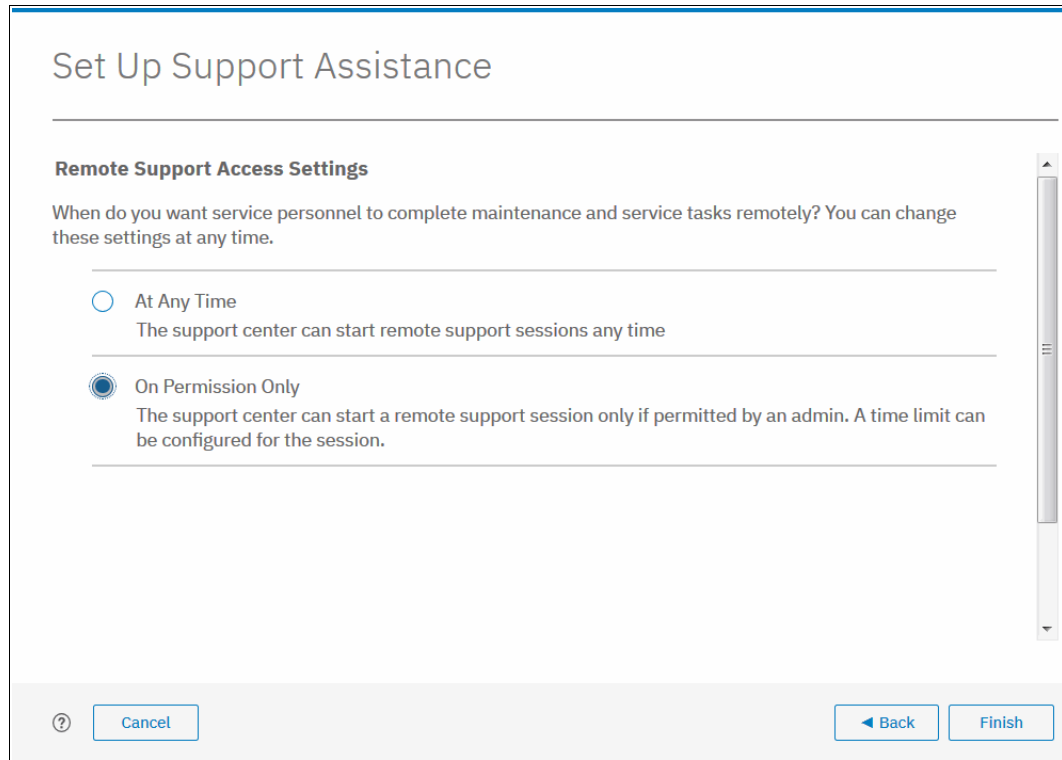 Set Up Support Assistance
Remote Support Access Settings
When do you want service personnel to complete maintenance and service tasks remotely? You can change
these settings at any time.
At Any Time
The support center can start remote support sessions any time
On Permission Only
The support center can start a remote support session only if permitted by an admin. A time limit can
be configured for the session.
? Cancel ◄ Back Finish